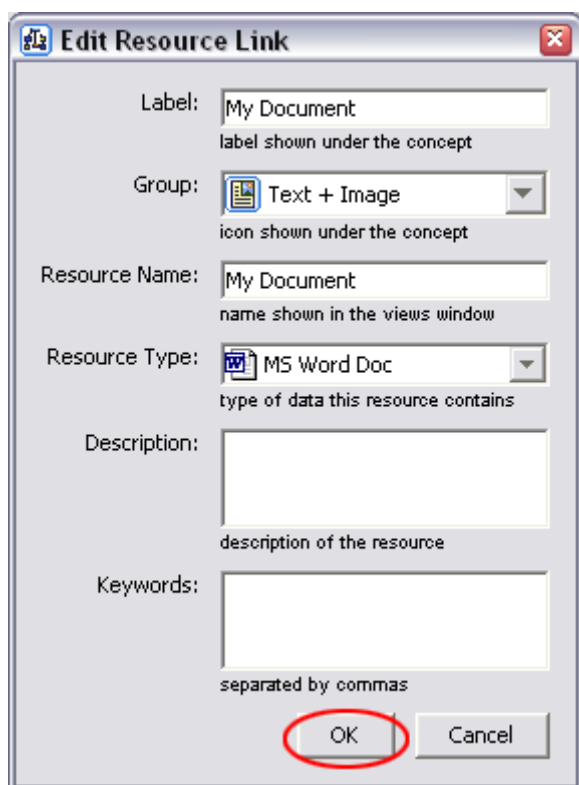 Edit Resource Link
Label: My Document
label shown under the concept
Group: Text + Image
icon shown under the concept
Resource Name: My Document
name shown in the views window
Resource Type: MS Word Doc
type of data this resource contains
Description:
description of the resource
Keywords:
separated by commas
OK Cancel